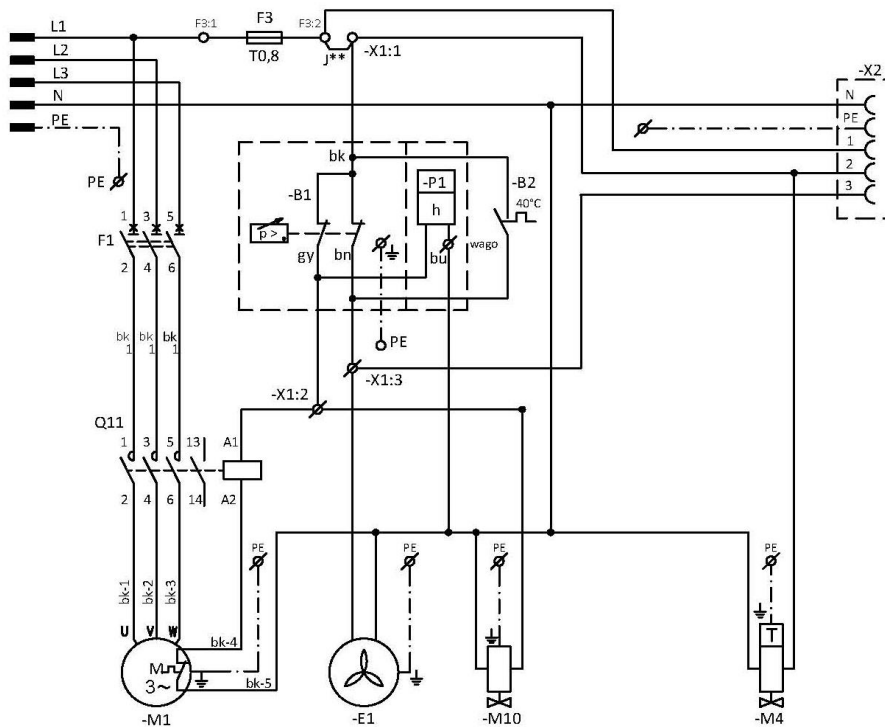 L1 F3:1 F3 F3:2
T0,8 J** -X1:1
L2
L3
N
PE
-X2
N
PE
1
2
3
PE
bk
-B1 -P1 -B2
h 40°C
p >
wago
gy bn bu
1 3 5
F1
2 4 6
PE
bk 1 bk 1 bk 1
-X1:3
-X1:2
Q11
1 3 5 13 A1
2 4 6 14 A2
bk-1 bk-2 bk-3
PE PE PE PE
U V W
bk-4
M
3~
bk-5
T
-M1 -E1 -M10 -M4